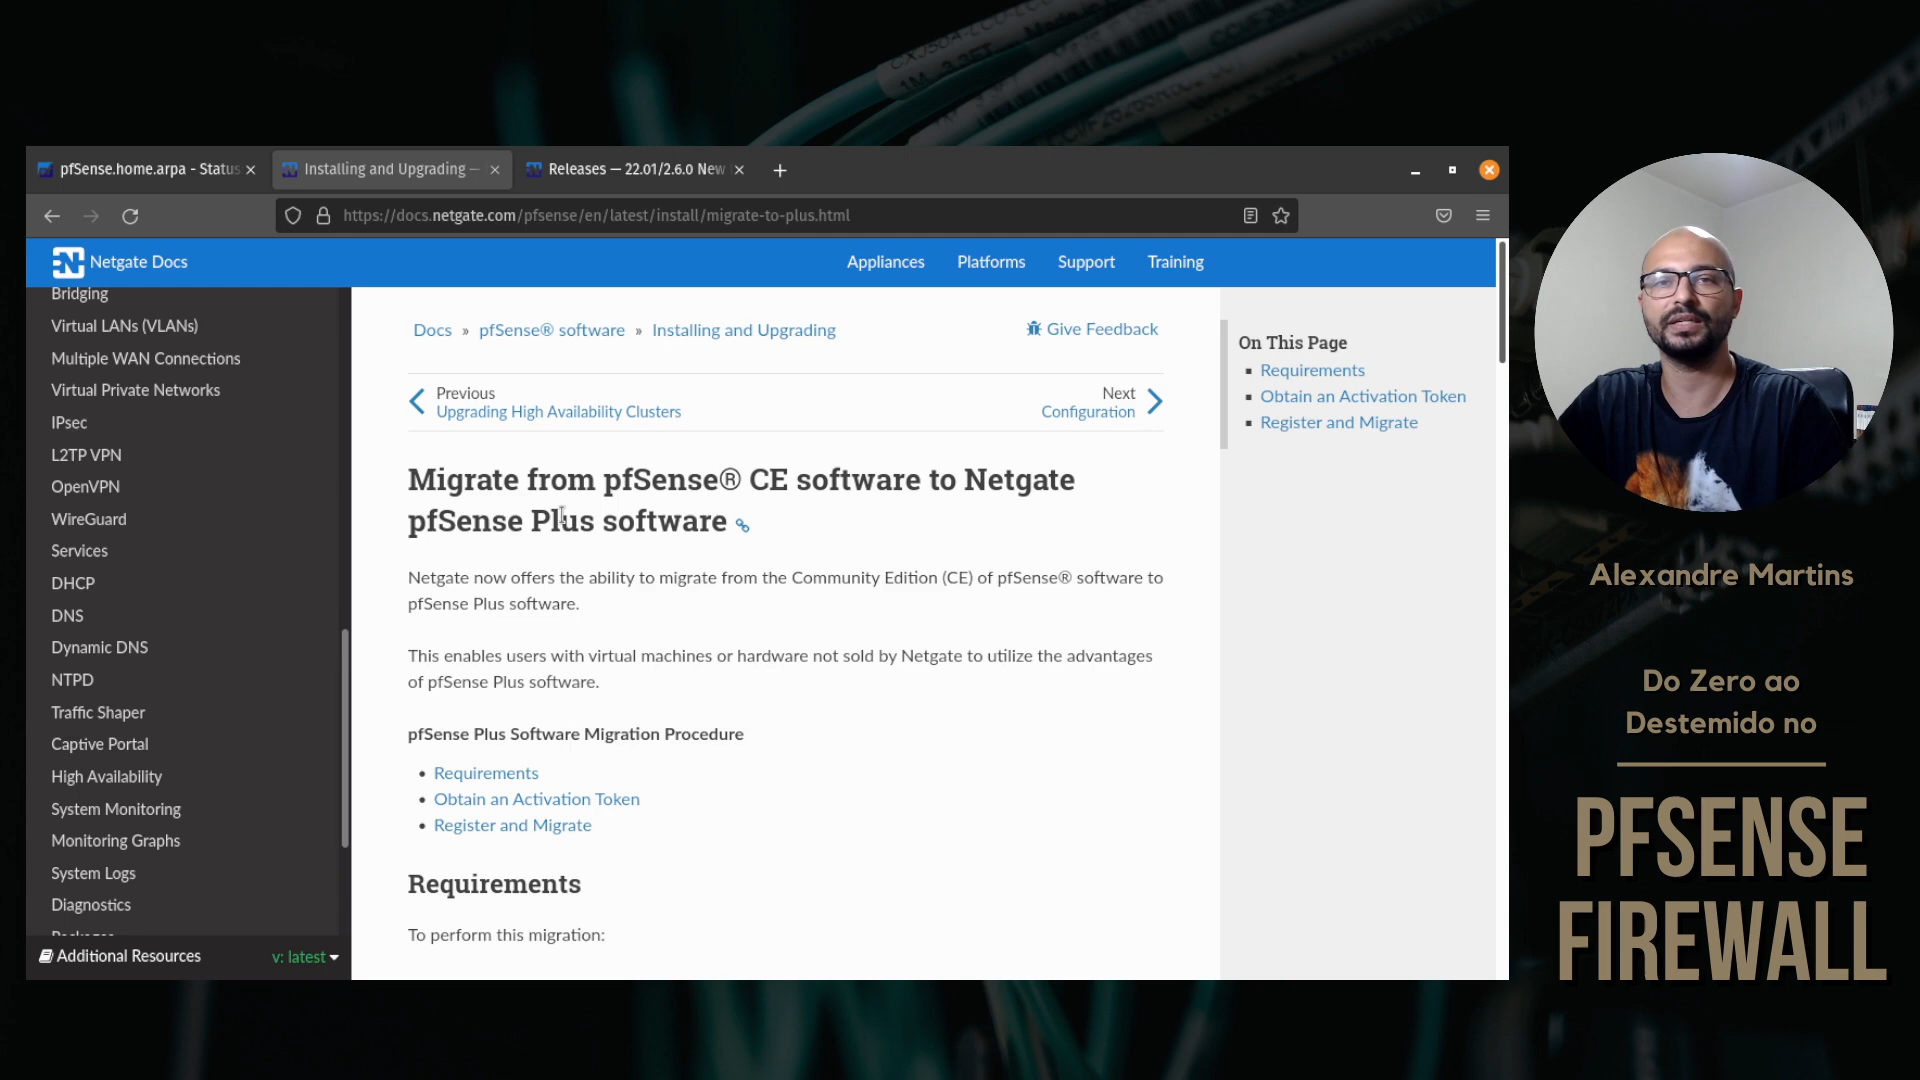 pfSense.home.arpa - Status
Installing and Upgrading —
Releases — 22.01/2.6.0 New
https://docs.netgate.com/pfsense/en/latest/install/migrate-to-plus.html
Netgate Docs
Appliances
Platforms
Support
Training
Bridging
Virtual LANs (VLANs)
Multiple WAN Connections
Virtual Private Networks
IPsec
L2TP VPN
OpenVPN
WireGuard
Services
DHCP
DNS
Dynamic DNS
NTPD
Traffic Shaper
Captive Portal
High Availability
System Monitoring
Monitoring Graphs
System Logs
Diagnostics
Additional Resources
v: latest
Docs » pfSense® software » Installing and Upgrading
Give Feedback
Previous
Upgrading High Availability Clusters
Next
Configuration
Migrate from pfSense® CE software to Netgate
pfSense Plus software
Netgate now offers the ability to migrate from the Community Edition (CE) of pfSense® software to
pfSense Plus software.
This enables users with virtual machines or hardware not sold by Netgate to utilize the advantages
of pfSense Plus software.
pfSense Plus Software Migration Procedure
• Requirements
• Obtain an Activation Token
• Register and Migrate
Requirements
To perform this migration:
On This Page
▪ Requirements
▪ Obtain an Activation Token
▪ Register and Migrate
Alexandre Martins
Do Zero ao
Destemido no
PFSENSE
FIREWALL